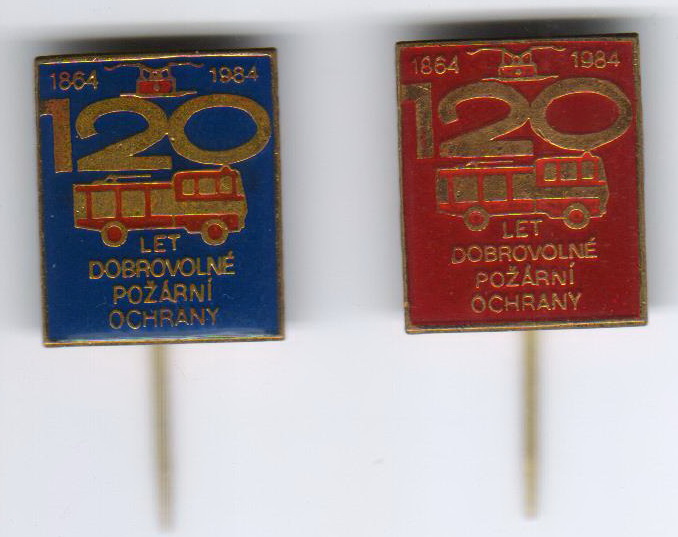 1864 1984
120
LET
DOBROVOLNÉ
POŽÁRNÍ
OCHRANY
1864 1984
120
LET
DOBROVOLNÉ
POŽÁRNÍ
OCHRANY